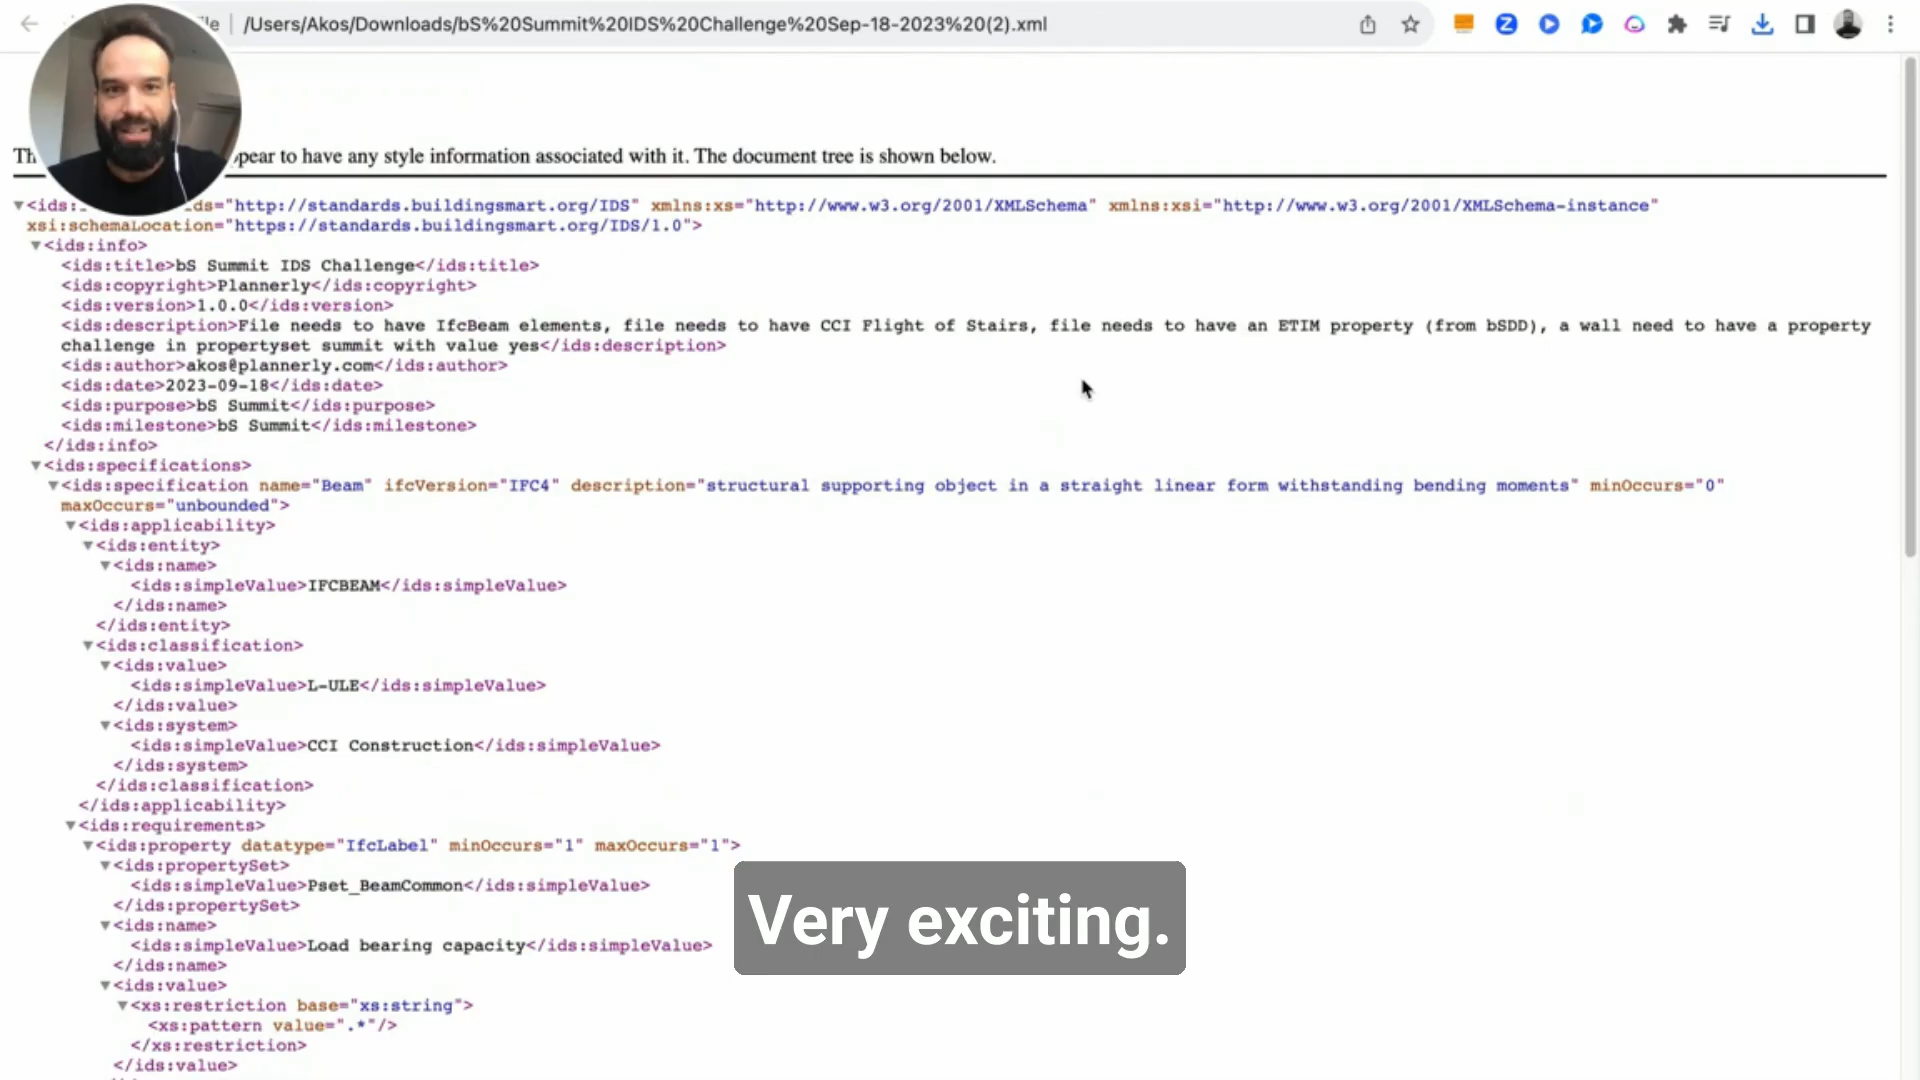 /Users/Akos/Downloads/bS%20Summit%20IDS%20Challenge%20Sep-18-2023%20(2).xml
to have any style information associated with it. The document tree is shown below.
="http://standards.buildingsmart.org/IDS" xmlns:xs="http://www.w3.org/2001/XMLSchema" xmlns:xsi="http://www.w3.org/2001/XMLSchema-instance"
xsi:schemaLocation="https://standards.buildingsmart.org/IDS/1.0">
▼<ids:info>
<ids:title>bS Summit IDS Challenge</ids:title>
<ids:copyright>Plannerly</ids:copyright>
<ids:version>1.0.0</ids:version>
<ids:description>File needs to have IfcBeam elements, file needs to have CCI Flight of Stairs, file needs to have an ETIM property (from bSDD), a wall need to have a property
challenge in propertyset summit with value yes</ids:description>
<ids:author>akos@plannerly.com</ids:author>
<ids:date>2023-09-18</ids:date>
<ids:purpose>bS Summit</ids:purpose>
<ids:milestone>bS Summit</ids:milestone>
</ids:info>
▼<ids:specifications>
▼<ids:specification name="Beam" ifcVersion="IFC4" description="structural supporting object in a straight linear form withstanding bending moments" minOccurs="0"
maxOccurs="unbounded">
▼<ids:applicability>
▼<ids:entity>
▼<ids:name>
<ids:simpleValue>IFCBEAM</ids:simpleValue>
</ids:name>
</ids:entity>
▼<ids:classification>
▼<ids:value>
<ids:simpleValue>L-ULE</ids:simpleValue>
</ids:value>
▼<ids:system>
<ids:simpleValue>CCI Construction</ids:simpleValue>
</ids:system>
</ids:classification>
</ids:applicability>
▼<ids:requirements>
▼<ids:property datatype="IfcLabel" minOccurs="1" maxOccurs="1">
▼<ids:propertySet>
<ids:simpleValue>Pset_BeamCommon</ids:simpleValue>
</ids:propertySet>
▼<ids:name>
<ids:simpleValue>Load bearing capacity</ids:simpleValue>
</ids:name>
▼<ids:value>
▼<xs:restriction base="xs:string">
<xs:pattern value=".*"/>
</xs:restriction>
</ids:value>
Very exciting.